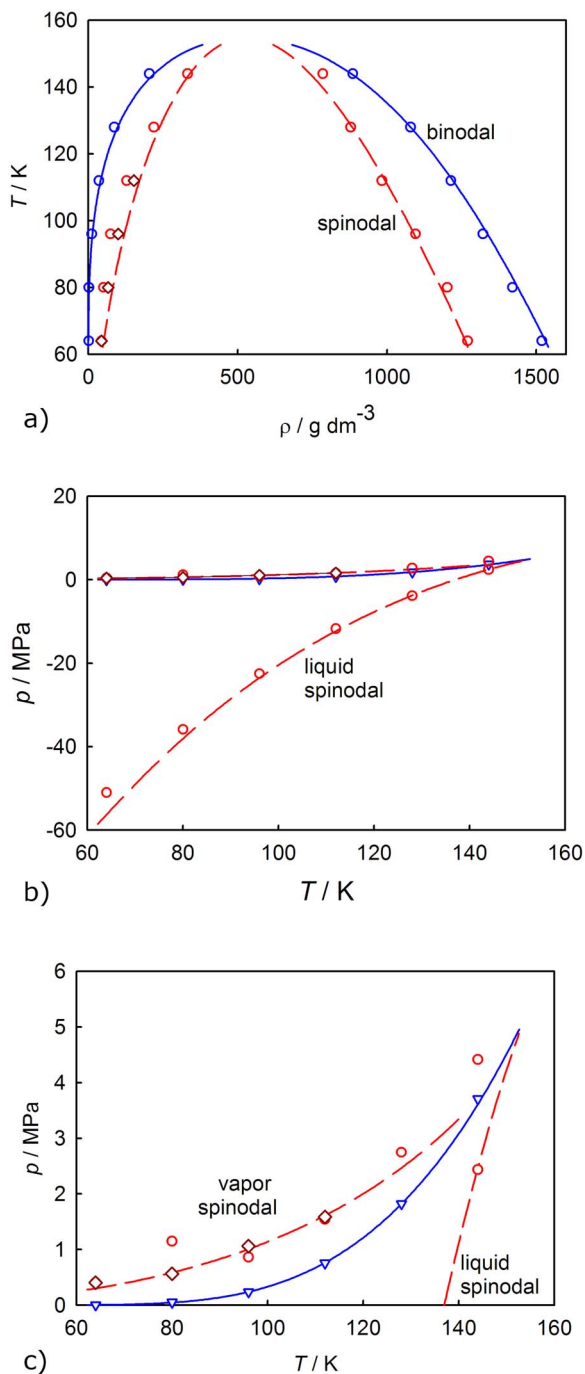 160
140
120
100
80
60
T / K
binodal
spinodal
0 500 1000 1500
ρ / g dm⁻³
a)
20
0
-20
-40
-60
p / MPa
liquid
spinodal
60 80 100 120 140 160
T / K
b)
6
5
4
3
2
1
0
p / MPa
vapor
spinodal
liquid
spinodal
60 80 100 120 140 160
T / K
c)